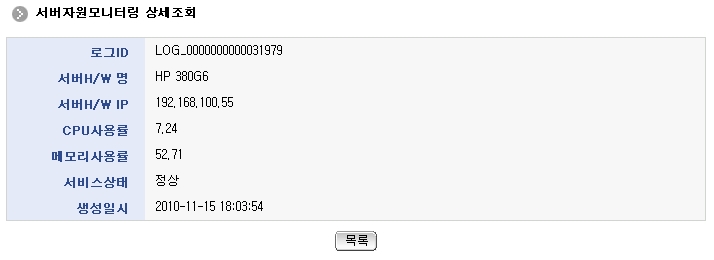 서버자원모니터링 상세조회
로그ID LOG_0000000000031979
서버H/W 명 HP 380G6
서버H/W IP 192,168,100,55
CPU사용률 7,24
메모리사용률 52,71
서비스상태 정상
생성일시 2010-11-15 18:03:54
목록